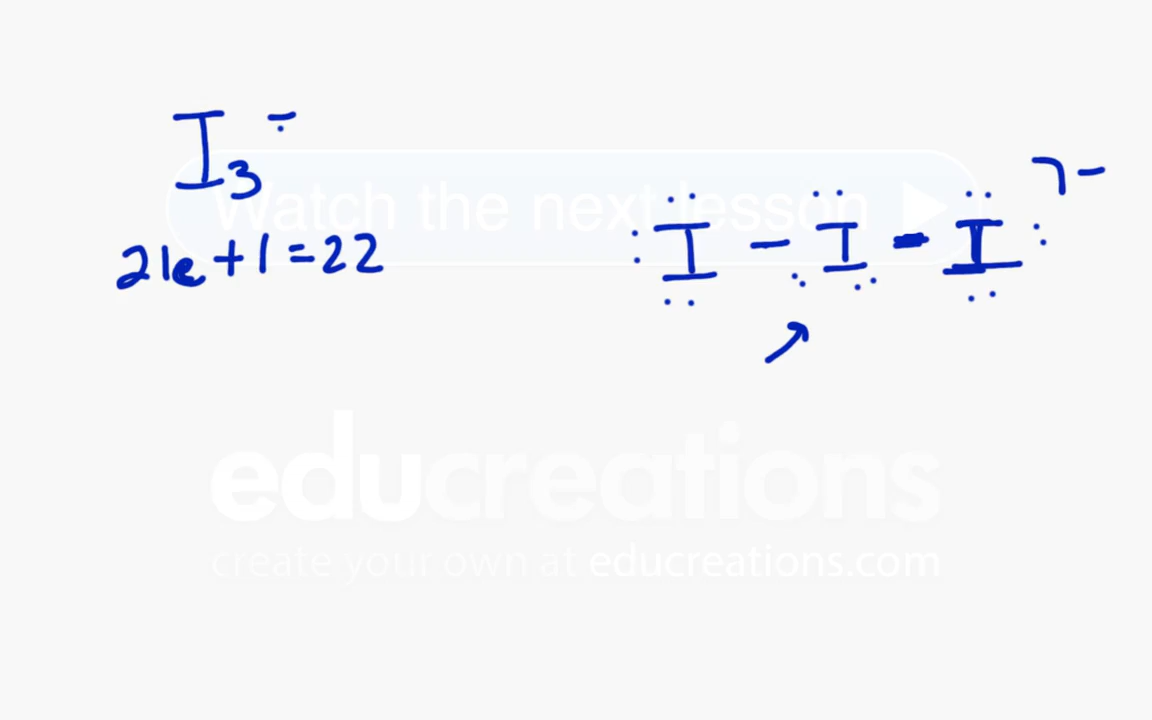 I₃⁻
21e + 1 = 22
I - I - I ⁻
Watch the next lesson
educreations
create your own at educreations.com